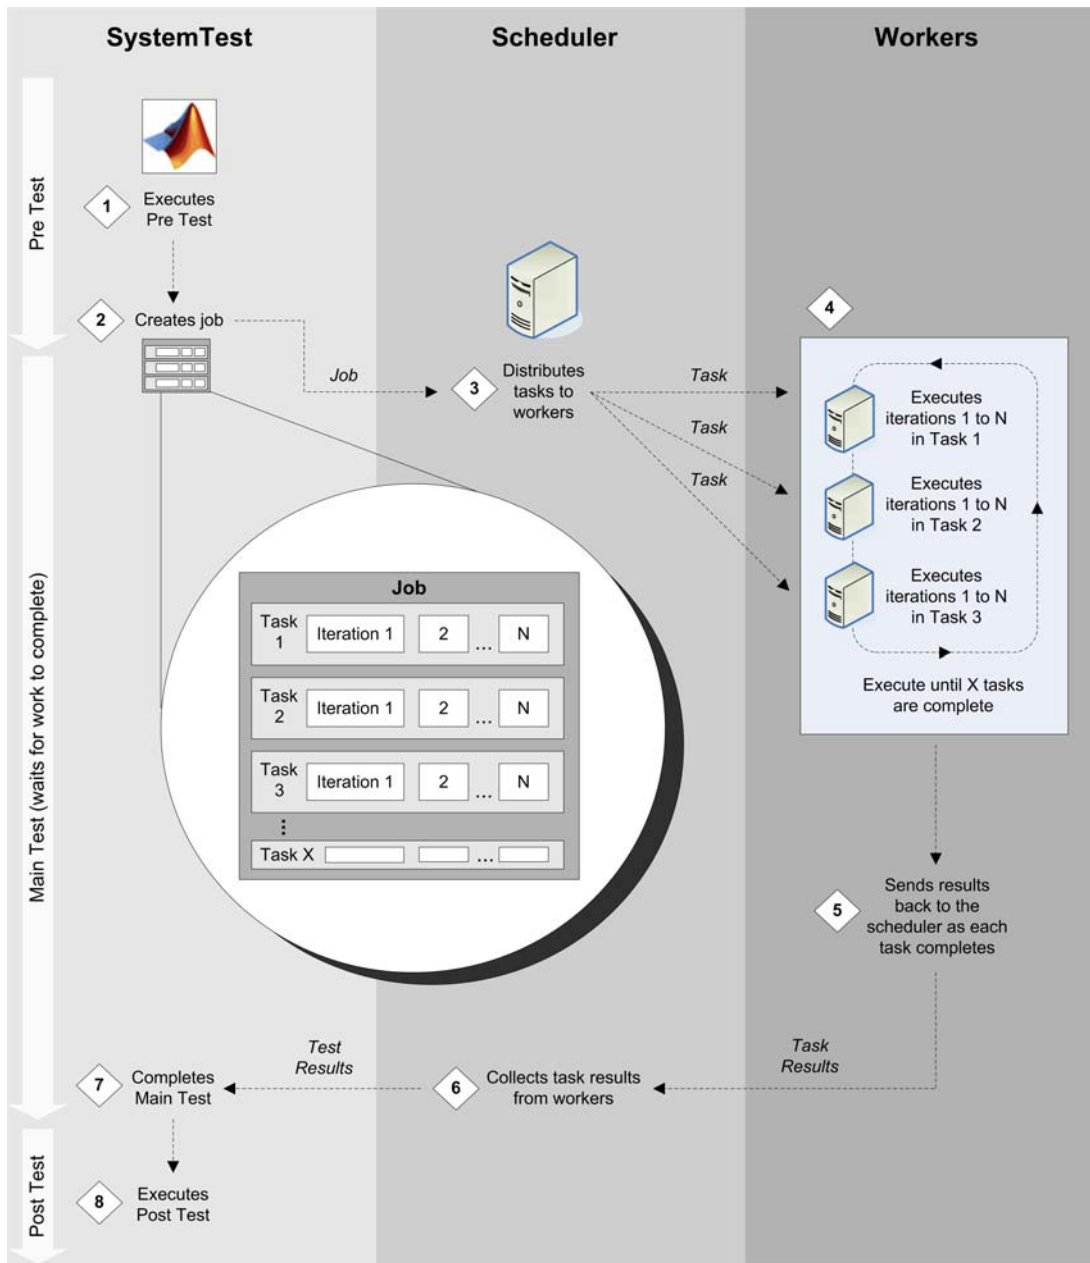 SystemTest
Scheduler
Workers
Pre Test
1
Executes
Pre Test
2
Creates job
Job
3
Distributes
tasks to
workers
Task
Task
Task
4
Executes
iterations 1 to N
in Task 1
Executes
iterations 1 to N
in Task 2
Executes
iterations 1 to N
in Task 3
Execute until X tasks
are complete
Main Test (waits for work to complete)
Job
Task
1
Iteration 1
2
...
N
Task
2
Iteration 1
2
...
N
Task
3
Iteration 1
2
...
N
...
Task X
...
5
Sends results
back to the
scheduler as each
task completes
Task
Results
6
Collects task results
from workers
Test
Results
7
Completes
Main Test
Post Test
8
Executes
Post Test